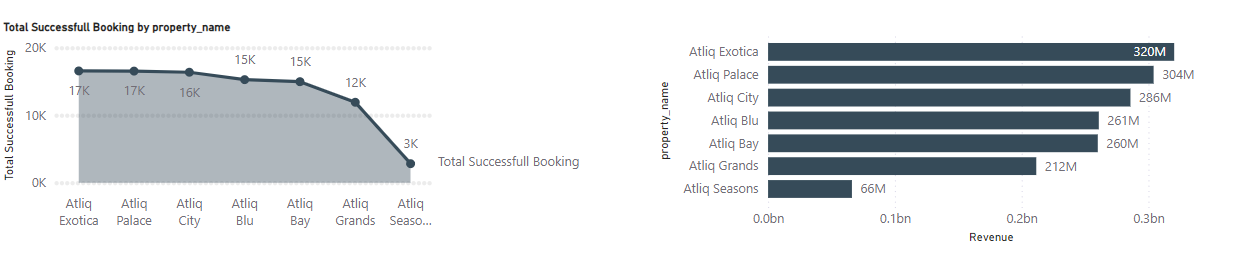 Total Successfull Booking by property_name
Total Successfull Booking
20K
10K
0K
17K
17K
16K
15K
15K
12K
3K
Total Successfull Booking
Atliq
Exotica
Atliq
Palace
Atliq
City
Atliq
Blu
Atliq
Bay
Atliq
Grands
Atliq
Seaso...
property_name
Atliq Exotica 320M
Atliq Palace 304M
Atliq City 286M
Atliq Blu 261M
Atliq Bay 260M
Atliq Grands 212M
Atliq Seasons 66M
0.0bn 0.1bn 0.2bn 0.3bn
Revenue